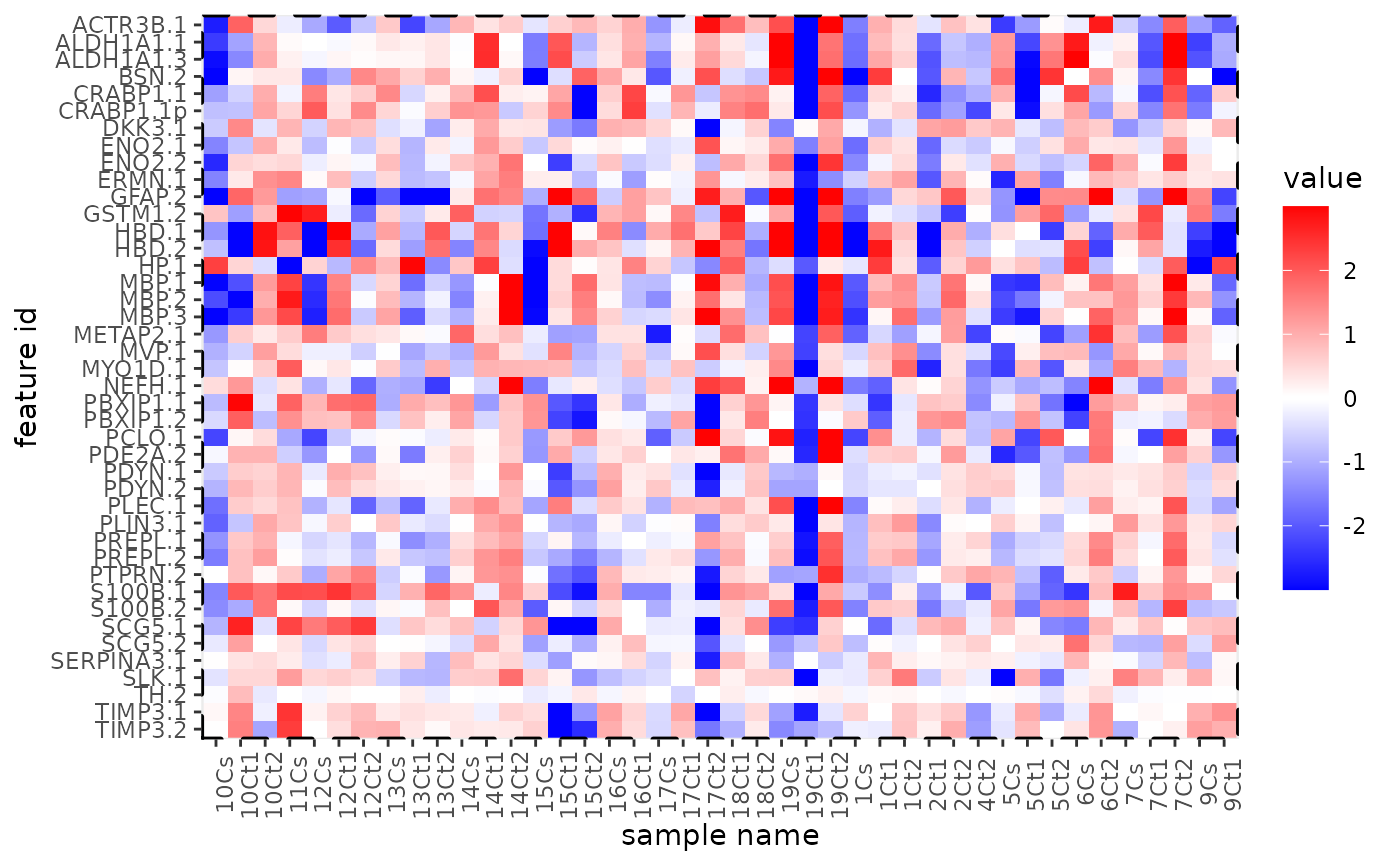 ACTR3B.1
ALDH1A1.1
ALDH1A1.3
BSN.2
CRABP1.1
CRABP1.1b
DKK3.1
ENO2.1
ENO2.2
ERMN.1
GFAP.2
GSTM1.2
HBD.1
HBD.2
HP.1
MBP.1
MBP.2
MBP.3
METAP2.1
MVP.1
MYO1D.1
NEFH.1
PBXIP1.1
PBXIP1.2
PCLO.1
PDE2A.2
PDYN.1
PDYN.2
PLEC.1
PLIN3.1
PREPL.1
PREPL.2
PTPRN.2
S100B.1
S100B.2
SCG5.1
SCG5.2
SERPINA3.1
SLK.1
TH.2
TIMP3.1
TIMP3.2
feature id
10Cs
10Ct1
10Ct2
11Cs
12Cs
12Ct1
12Ct2
13Cs
13Ct1
13Ct2
14Cs
14Ct1
14Ct2
15Cs
15Ct1
15Ct2
16Cs
16Ct1
17Cs
17Ct1
17Ct2
18Ct1
18Ct2
19Cs
19Ct1
19Ct2
1Cs
1Ct1
1Ct2
2Ct1
2Ct2
4Ct2
5Cs
5Ct1
5Ct2
6Cs
6Ct2
7Cs
7Ct1
7Ct2
9Cs
9Ct1
sample name
value
2
1
0
-1
-2